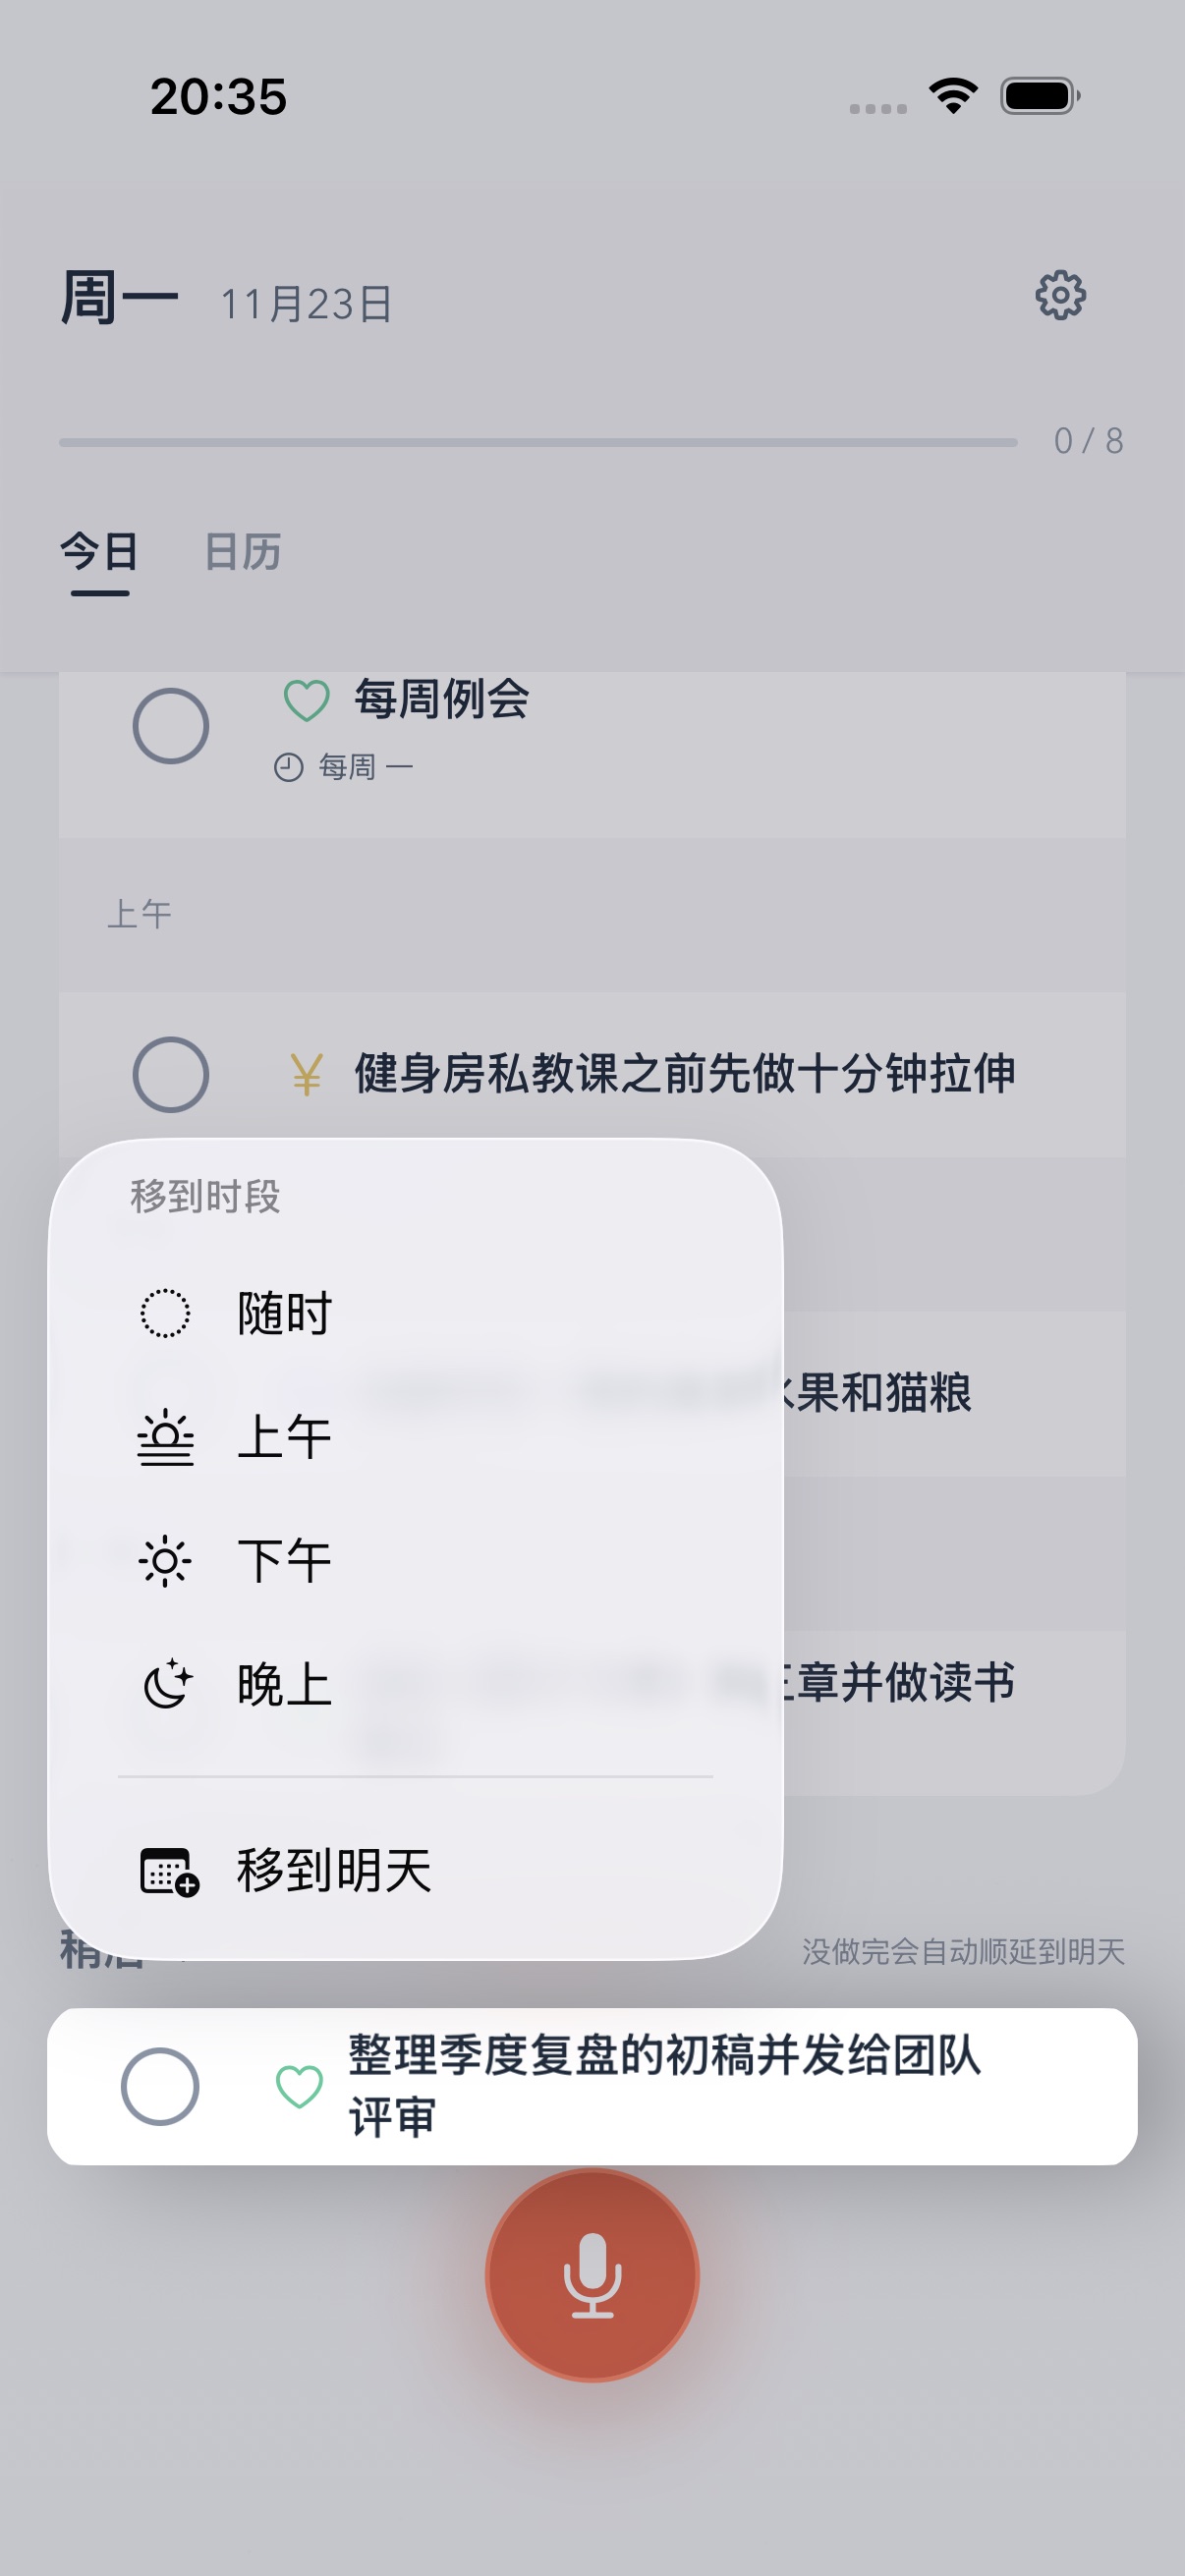 20:35
周一 11月23日
0 / 8
今日 日历
每周例会
每周 一
上午
健身房私教课之前先做十分钟拉伸
移到时段
随时
果和猫粮
上午
下午
章并做读书
晚上
移到明天
没做完会自动顺延到明天
整理季度复盘的初稿并发给团队
评审